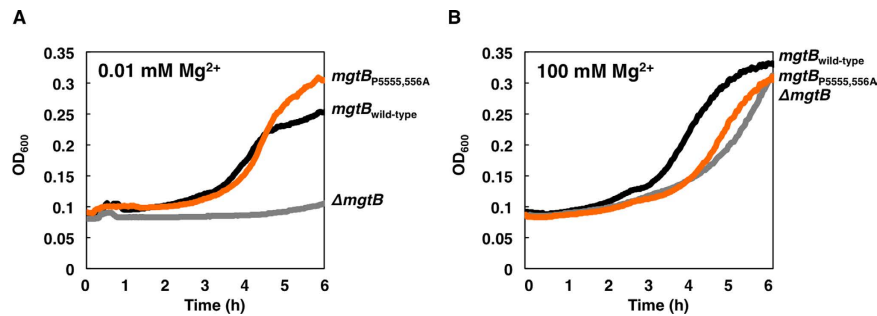 A
0.35
0.3
0.25
0.2
0.15
0.1
0.05
0
OD600
0.01 mM Mg2+
mgtBP5555,556A
mgtBwild-type
ΔmgtB
0 1 2 3 4 5 6
Time (h)
B
0.35
0.3
0.25
0.2
0.15
0.1
0.05
0
OD600
100 mM Mg2+
mgtBwild-type
mgtBP5555,556A
ΔmgtB
0 1 2 3 4 5 6
Time (h)